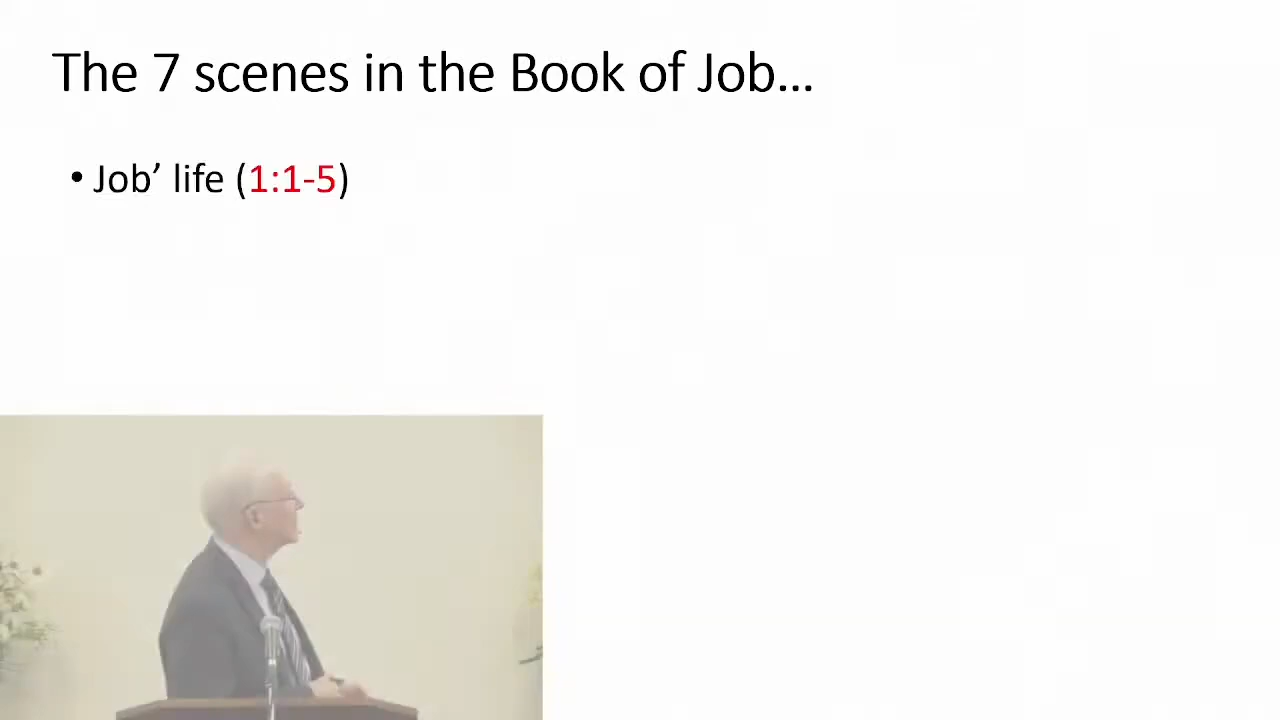 The 7 scenes in the Book of Job...
• Job’ life (1:1-5)